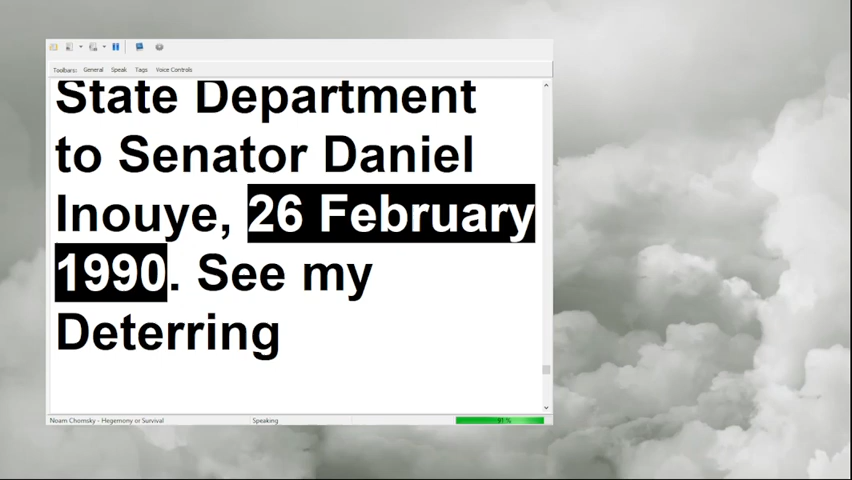 Toolbars: General Speak Tags Voice Controls
State Department
to Senator Daniel
Inouye, 26 February
1990. See my
Deterring
Noam Chomsky - Hegemony or Survival Speaking 91 %